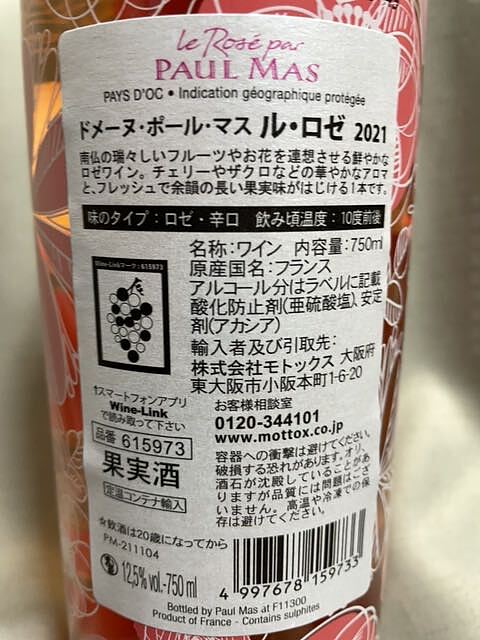 le Rosé par
PAUL MAS
PAYS D'OC • Indication géographique protégée
ドメーヌ・ポール・マス ル・ロゼ 2021
南仏の瑞々しいフルーツやお花を連想させる鮮やかな
ロゼワイン。チェリーやザクロなどの華やかなアロマ
と、フレッシュで余韻の長い果実味がはじける1本です。
味のタイプ：ロゼ・辛口 飲み頃温度：10度前後
Wine-Linkマーク:615973
名称：ワイン 内容量：750ml
原産国名：フランス
アルコール分はラベルに記載
酸化防止剤(亜硫酸塩)、安定
剤(アカシア)
輸入者及び引取先：
株式会社モトックス 大阪府
東大阪市小阪本町1-6-20
↑スマートフォンアプリ
Wine-Link
で読み取って下さい
お客様相談室
0120-344101
www.mottox.co.jp
品番 615973
果実酒
定温コンテナ輸入
容器への衝撃は避けてください。
破損する恐れがあります。オリ、
酒石が沈殿していることがあ
りますが品質には問題はござ
いません。高温や冷凍での保
存は避けてください。
☆飲酒は20歳になってから
PM-211104
12,5% vol.-750 ml
4 997678 159733
Bottled by Paul Mas at F11300
Product of France - Contains sulphites